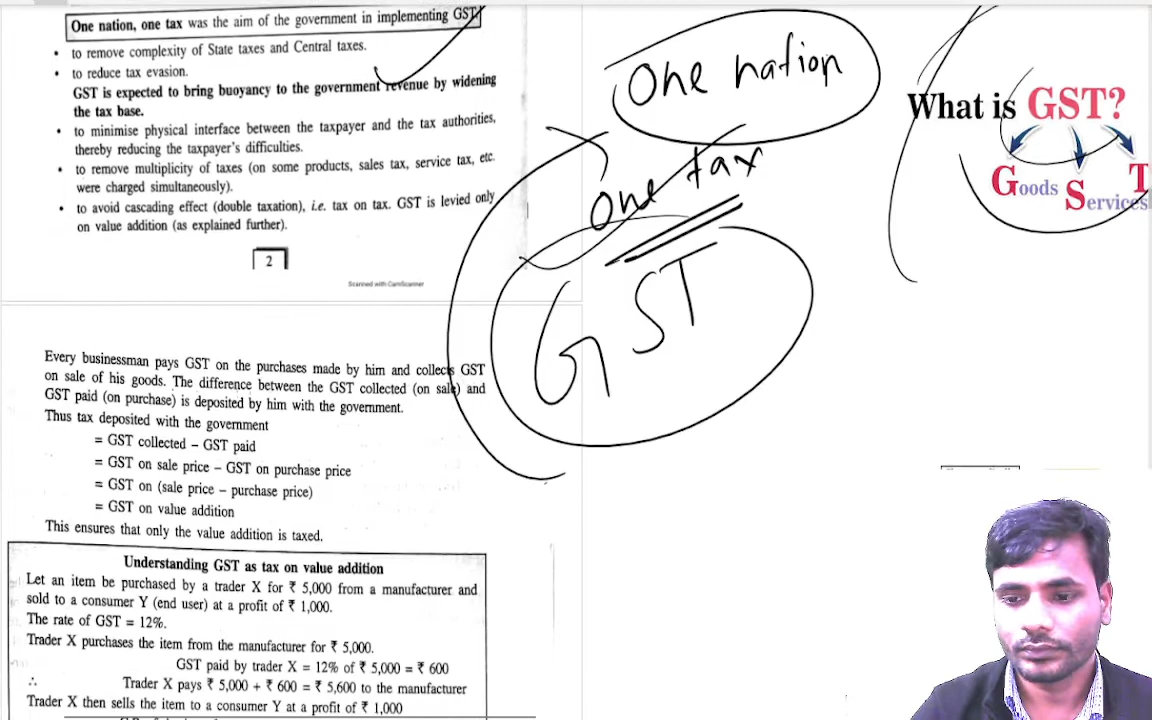 One nation, one tax was the aim of the government in implementing GST
• to remove complexity of State taxes and Central taxes.
• to reduce tax evasion.
GST is expected to bring buoyancy to the government revenue by widening
the tax base.
• to minimise physical interface between the taxpayer and the tax authorities,
thereby reducing the taxpayer's difficulties.
• to remove multiplicity of taxes (on some products, sales tax, service tax, etc.
were charged simultaneously).
• to avoid cascading effect (double taxation), i.e. tax on tax. GST is levied only
on value addition (as explained further).
2
Scanned with CamScanner
Every businessman pays GST on the purchases made by him and collects GST
on sale of his goods. The difference between the GST collected (on sale) and
GST paid (on purchase) is deposited by him with the government.
Thus tax deposited with the government
= GST collected – GST paid
= GST on sale price – GST on purchase price
= GST on (sale price – purchase price)
= GST on value addition
This ensures that only the value addition is taxed.
Understanding GST as tax on value addition
Let an item be purchased by a trader X for ₹ 5,000 from a manufacturer and
sold to a consumer Y (end user) at a profit of ₹ 1,000.
The rate of GST = 12%.
Trader X purchases the item from the manufacturer for ₹ 5,000.
GST paid by trader X = 12% of ₹ 5,000 = ₹ 600
∴ Trader X pays ₹ 5,000 + ₹ 600 = ₹ 5,600 to the manufacturer
Trader X then sells the item to a consumer Y at a profit of ₹ 1,000
One nation
one tax
GST
What is GST?
Goods
Services
T